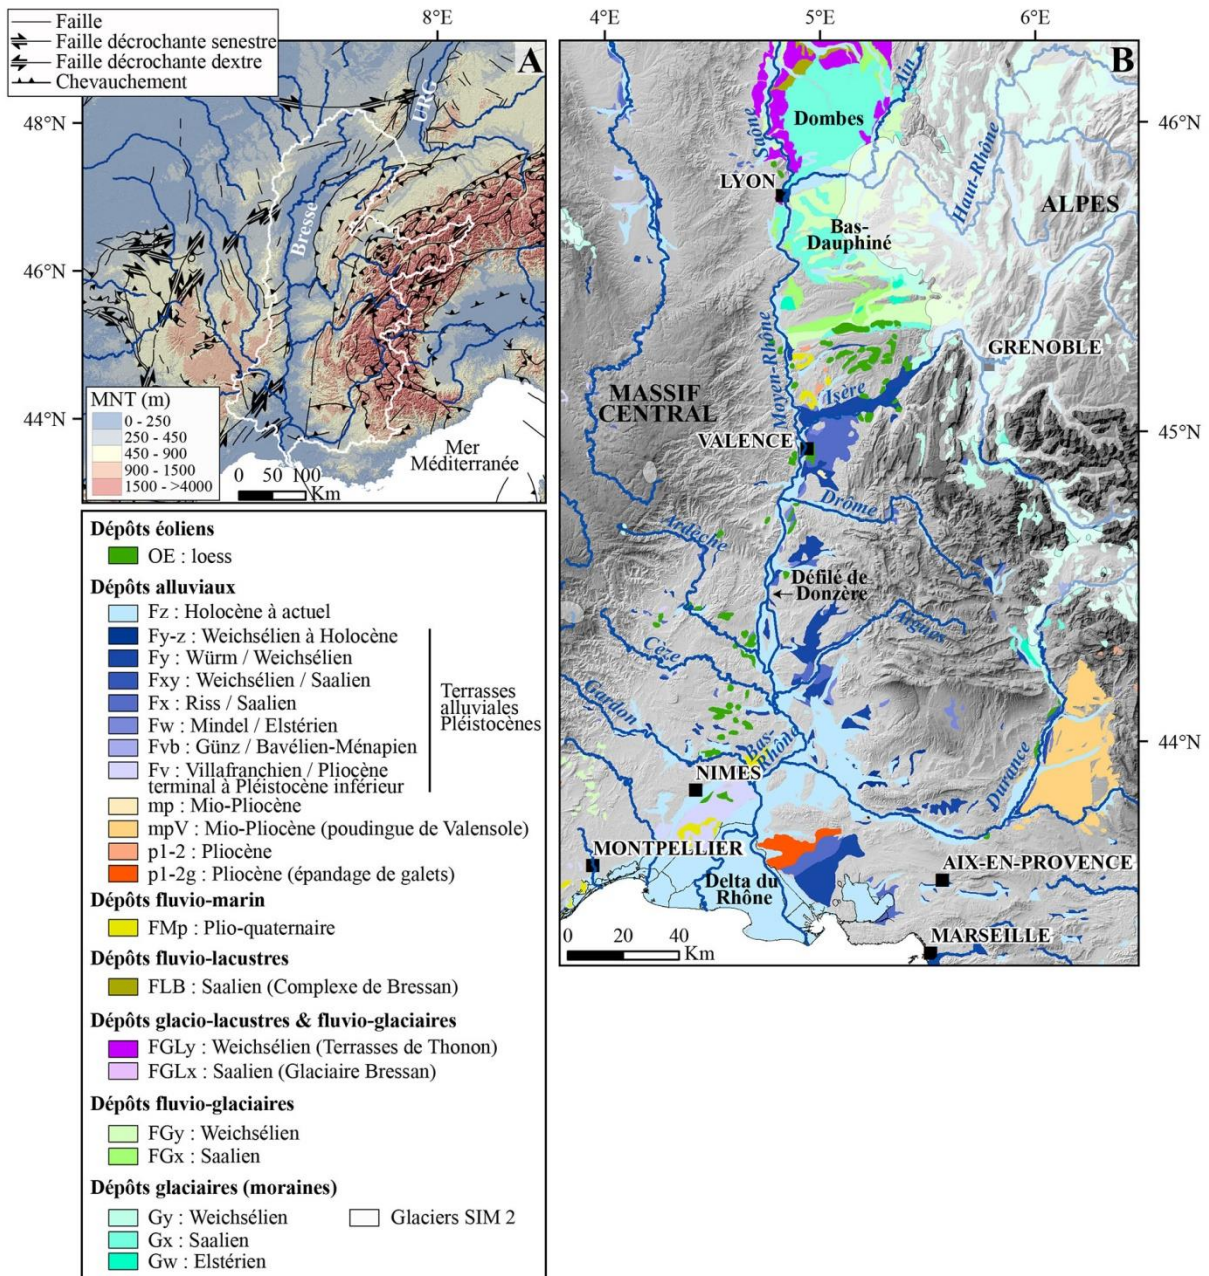 Faille
Faille décrochante senestre
Faille décrochante dextre
Chevauchement
8°E
A
48°N
46°N
44°N
URG
Bresse
MNT (m)
0 - 250
250 - 450
450 - 900
900 - 1500
1500 - >4000
Mer
Méditerranée
0 50 100
Km
4°E 5°E 6°E
B
46°N
45°N
44°N
Dombes
Ain
Saône
LYON
Haut-Rhône
ALPES
Bas-
Dauphiné
Moyen-Rhône
GRENOBLE
MASSIF
CENTRAL
Isère
VALENCE
Drôme
Ardèche
Défilé de
Donzère
Aigues
Cèze
Gardon
Bas-
Rhône
NIMES
Durance
MONTPELLIER
AIX-EN-PROVENCE
Delta du
Rhône
MARSEILLE
0 20 40
Km
Dépôts éoliens
OE : loess
Dépôts alluviaux
Fz : Holocène à actuel
Fy-z : Weichsélien à Holocène
Fy : Würm / Weichsélien
Fxy : Weichsélien / Saalien
Fx : Riss / Saalien
Fw : Mindel / Elstérien
Fvb : Günz / Bavélien-Ménapien
Fv : Villafranchien / Pliocène
terminal à Pléistocène inférieur
Terrasses
alluviales
Pléistocènes
mp : Mio-Pliocène
mpV : Mio-Pliocène (poudingue de Valensole)
p1-2 : Pliocène
p1-2g : Pliocène (épandage de galets)
Dépôts fluvio-marin
FMp : Plio-quaternaire
Dépôts fluvio-lacustres
FLB : Saalien (Complexe de Bressan)
Dépôts glacio-lacustres & fluvio-glaciaires
FGLy : Weichsélien (Terrasses de Thonon)
FGLx : Saalien (Glaciaire Bressan)
Dépôts fluvio-glaciaires
FGy : Weichsélien
FGx : Saalien
Dépôts glaciaires (moraines)
Gy : Weichsélien
Gx : Saalien
Gw : Elstérien
Glaciers SIM 2